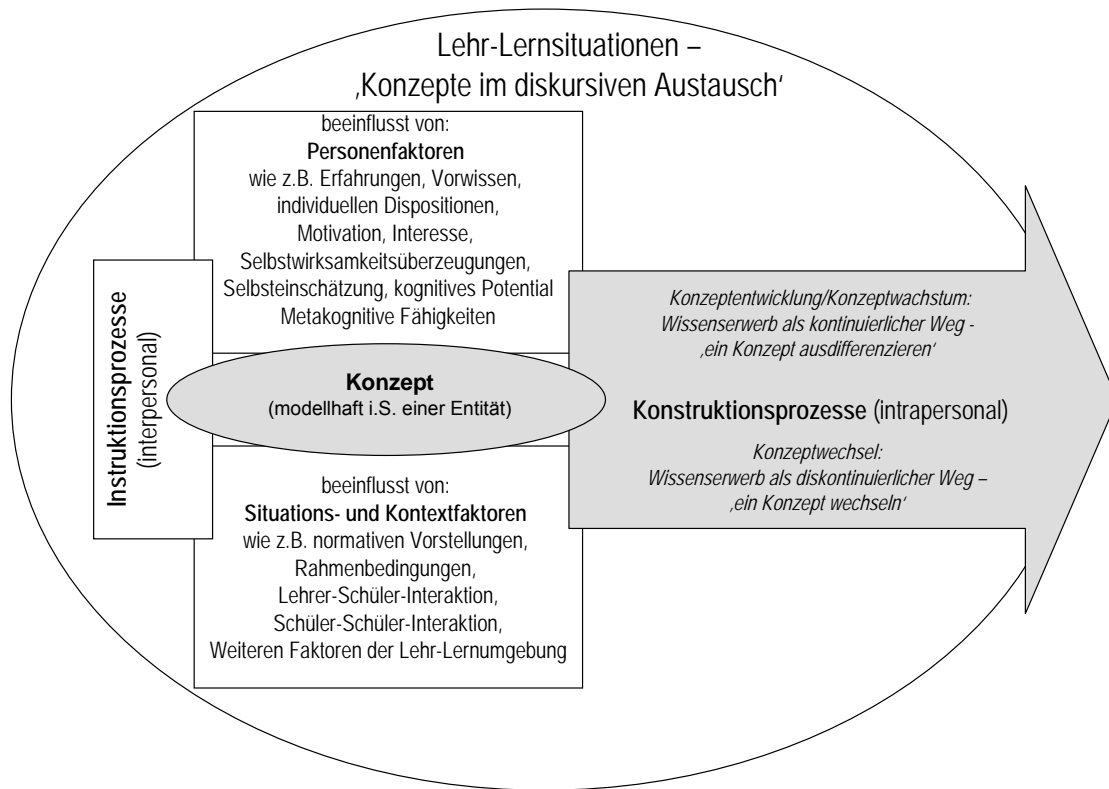 Lehr-Lernsituationen –
‚Konzepte im diskursiven Austausch‘
beeinflusst von:
Personenfaktoren
wie z.B. Erfahrungen, Vorwissen,
individuellen Dispositionen,
Motivation, Interesse,
Selbstwirksamkeitsüberzeugungen,
Selbsteinschätzung, kognitives Potential
Metakognitive Fähigkeiten
Instruktionsprozesse
(interpersonal)
Konzept
(modellhaft i.S. einer Entität)
beeinflusst von:
Situations- und Kontextfaktoren
wie z.B. normativen Vorstellungen,
Rahmenbedingungen,
Lehrer-Schüler-Interaktion,
Schüler-Schüler-Interaktion,
Weiteren Faktoren der Lehr-Lernumgebung
Konzeptentwicklung/Konzeptwachstum:
Wissenserwerb als kontinuierlicher Weg -
‚ein Konzept ausdifferenzieren‘
Konstruktionsprozesse (intrapersonal)
Konzeptwechsel:
Wissenserwerb als diskontinuierlicher Weg –
‚ein Konzept wechseln‘